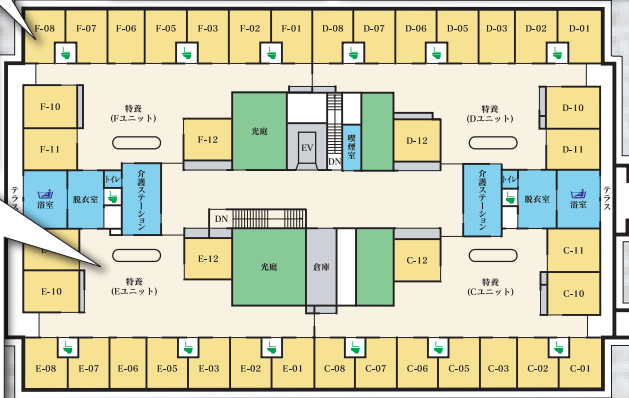 F-08 F-07 F-06 F-05 F-03 F-02 F-01 D-08 D-07 D-06 D-05 D-03 D-02 D-01
F-10
特養
(Fユニット)
F-11
F-12
光庭
EV
DN
喫煙室
D-12
特養
(Dユニット)
D-10
D-11
テラス
浴室
脱衣室
トイレ
介護ステーション
介護ステーション
トイレ
脱衣室
浴室
テラス
DN
E-10
特養
(Eユニット)
E-12
光庭
倉庫
C-12
特養
(Cユニット)
C-11
C-10
E-08 E-07 E-06 E-05 E-03 E-02 E-01 C-08 C-07 C-06 C-05 C-03 C-02 C-01